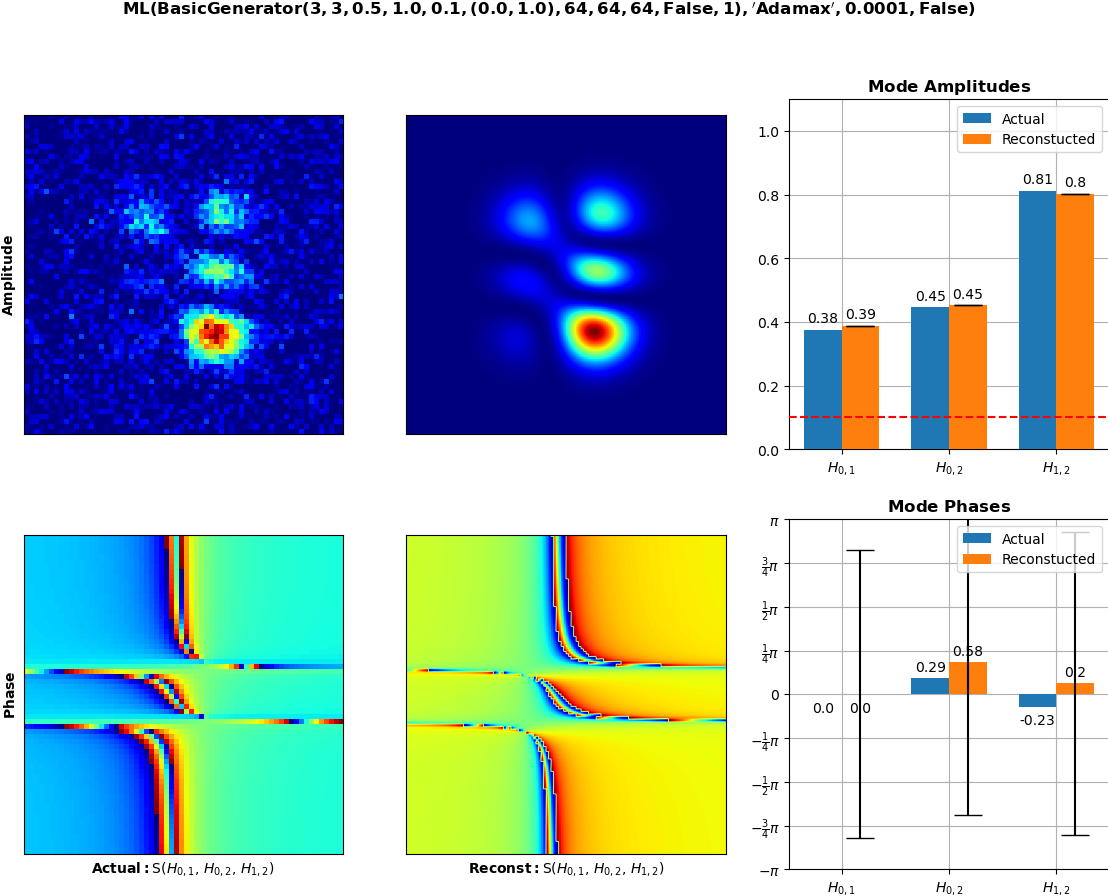 ML(BasicGenerator(3, 3, 0.5, 1.0, 0.1, (0.0, 1.0), 64, 64, 64, False, 1), 'Adamax', 0.0001, False)
Amplitude
Mode Amplitudes
Actual
Reconstucted
1.0
0.8
0.6
0.4
0.2
0.0
0.38
0.39
0.45
0.45
0.81
0.8
H0,1
H0,2
H1,2
Phase
Actual: S(H0,1, H0,2, H1,2)
Reconst: S(H0,1, H0,2, H1,2)
Mode Phases
Actual
Reconstucted
π
3/4π
1/2π
1/4π
0
−1/4π
−1/2π
−3/4π
−π
0.0
0.0
0.29
0.58
-0.23
0.2
H0,1
H0,2
H1,2